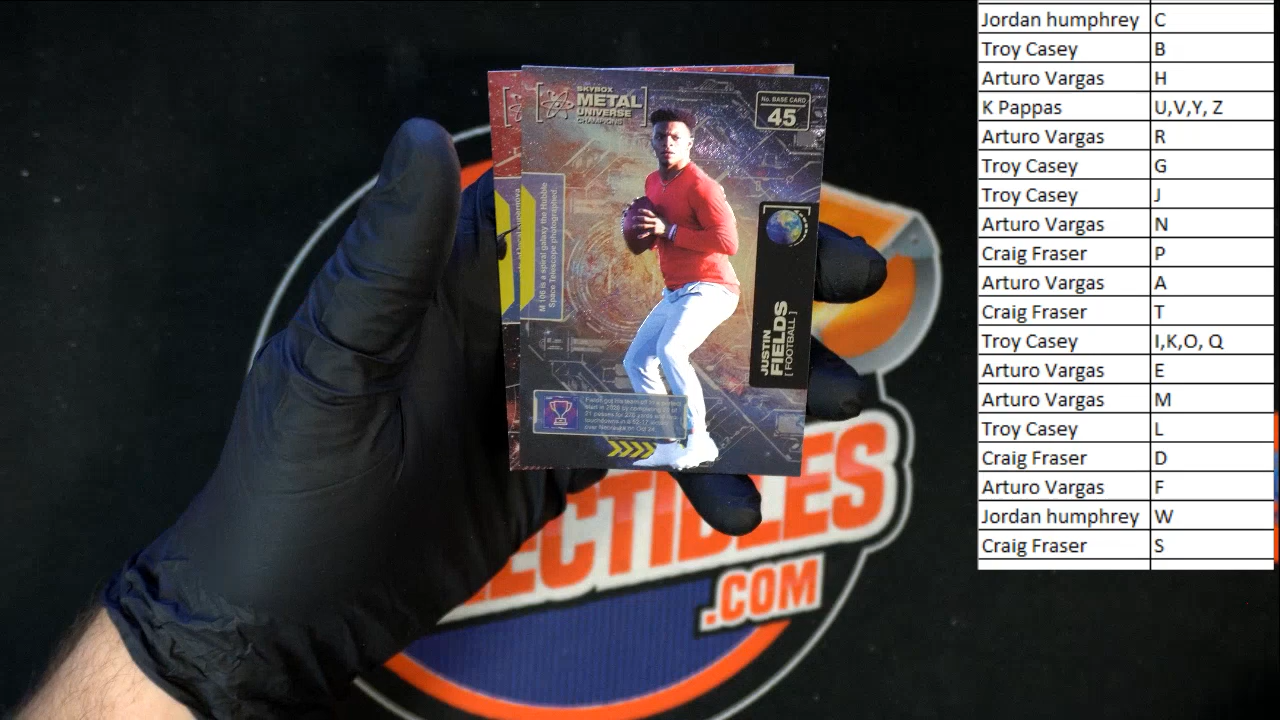 SKYBOX
METAL
UNIVERSE
CHAMPIONS
No. BASE CARD
45
M 106 is a spiral galaxy the Hubble
Space Telescope photographed
JUSTIN
FIELDS
[ FOOTBALL ]
ECTIBLES
.COM
Jordan humphrey C
Troy Casey B
Arturo Vargas H
K Pappas U,V,Y, Z
Arturo Vargas R
Troy Casey G
Troy Casey J
Arturo Vargas N
Craig Fraser P
Arturo Vargas A
Craig Fraser T
Troy Casey I,K,O, Q
Arturo Vargas E
Arturo Vargas M
Troy Casey L
Craig Fraser D
Arturo Vargas F
Jordan humphrey W
Craig Fraser S